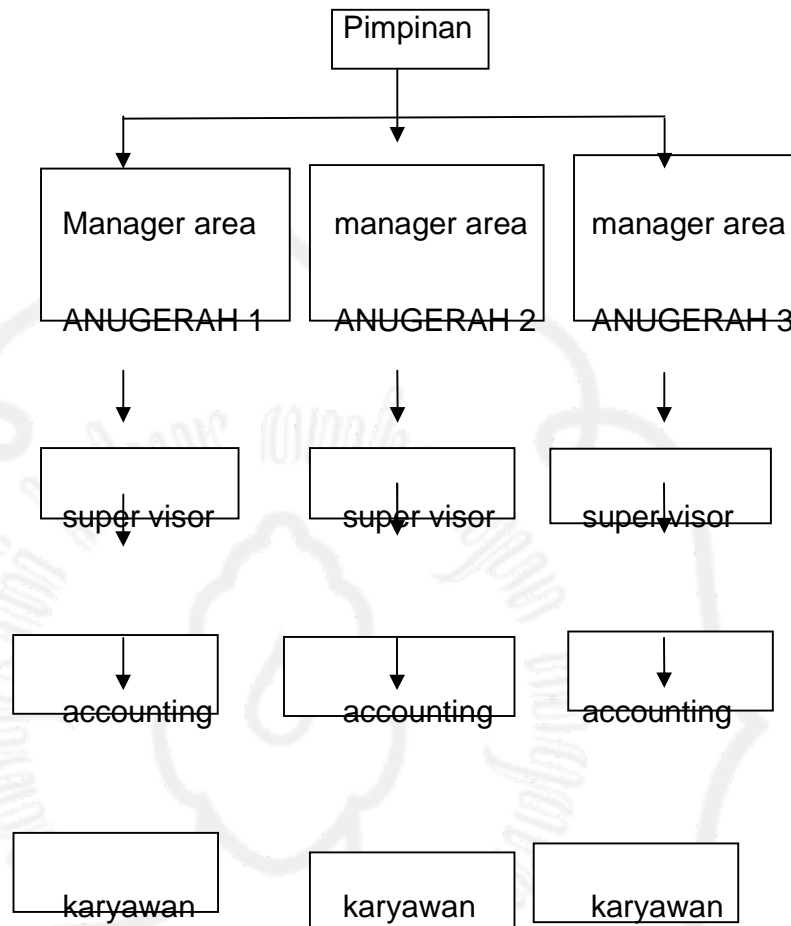 Pimpinan
Manager area manager area manager area
ANUGERAH 1 ANUGERAH 2 ANUGERAH 3
super visor super visor super visor
accounting accounting accounting
karyawan karyawan karyawan